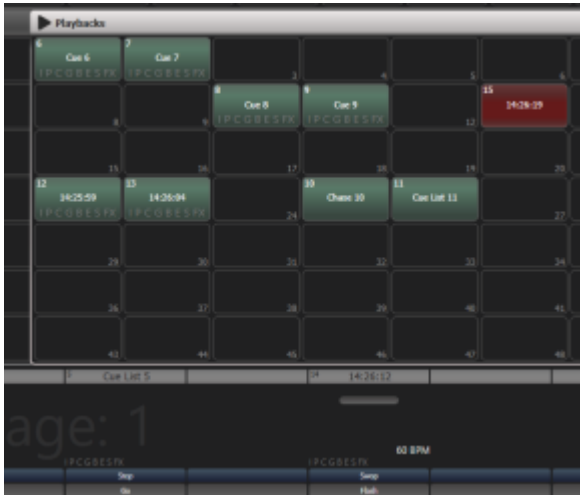 Playbacks
6 7
Cue 6 Cue 7 3 4 5 6
IPCGBESFX IPCGBESFX
8 9 15
8 9 Cue 8 Cue 9 12 14:26:19
IPCGBESFX IPCGBESFX
15 16 17 18 19 20
12 13 10 11
14:25:59 14:26:04 24 Chase 10 Cue List 11 27
IPCGBESFX IPCGBESFX
29 30 31 32 33 34
36 37 38 39 40 41
43 44 45 46 47 48
Cue List 5 14 14:26:12
age: 1
60 BPM
IPCGBESFX IPCGBESFX
Stop Swap
Go Flash